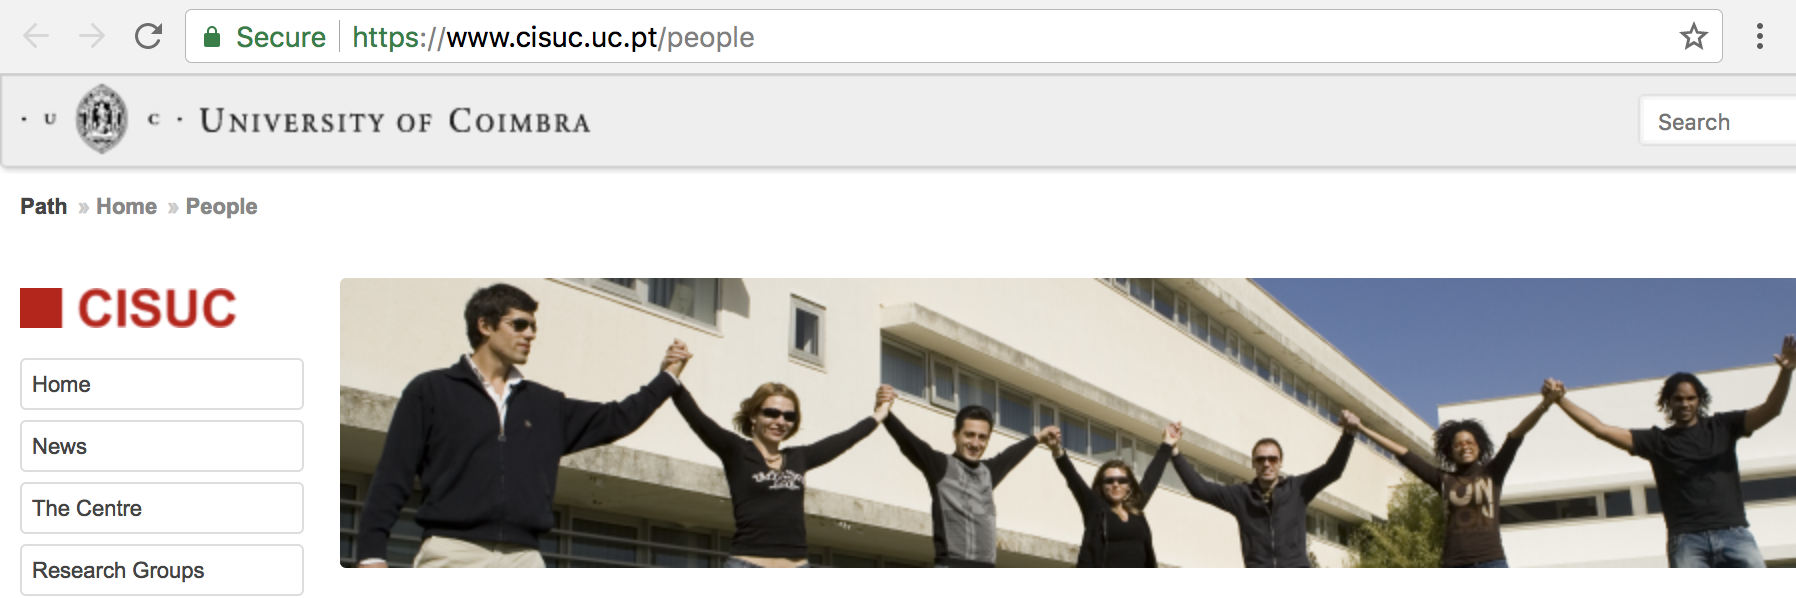 Secure https://www.cisuc.uc.pt/people
· U C · UNIVERSITY OF COIMBRA
Search
Path » Home » People
CISUC
Home
News
The Centre
Research Groups